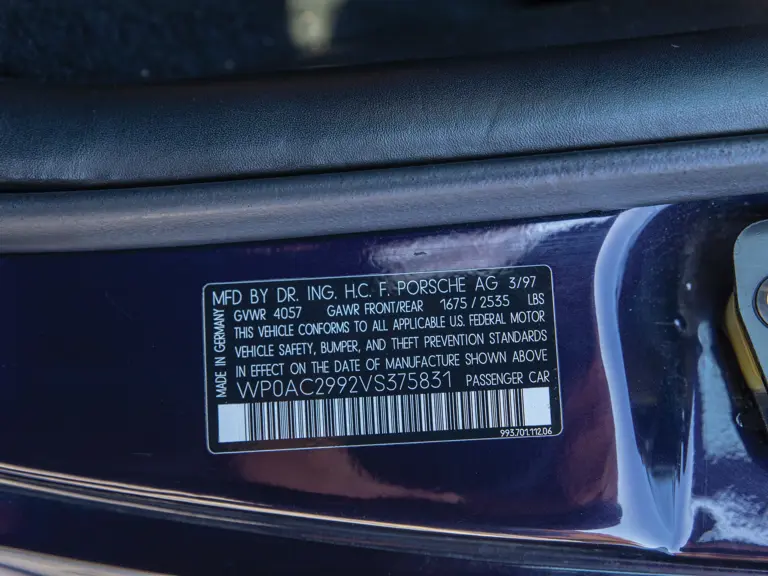 MFD BY DR. ING. H.C. F. PORSCHE AG 3/97
GVWR 4057 GAWR FRONT/REAR 1675 / 2535 LBS
THIS VEHICLE CONFORMS TO ALL APPLICABLE U.S. FEDERAL MOTOR
VEHICLE SAFETY, BUMPER, AND THEFT PREVENTION STANDARDS
IN EFFECT ON THE DATE OF MANUFACTURE SHOWN ABOVE
WP0AC2992VS375831 PASSENGER CAR
993.701.112.06
MADE IN GERMANY